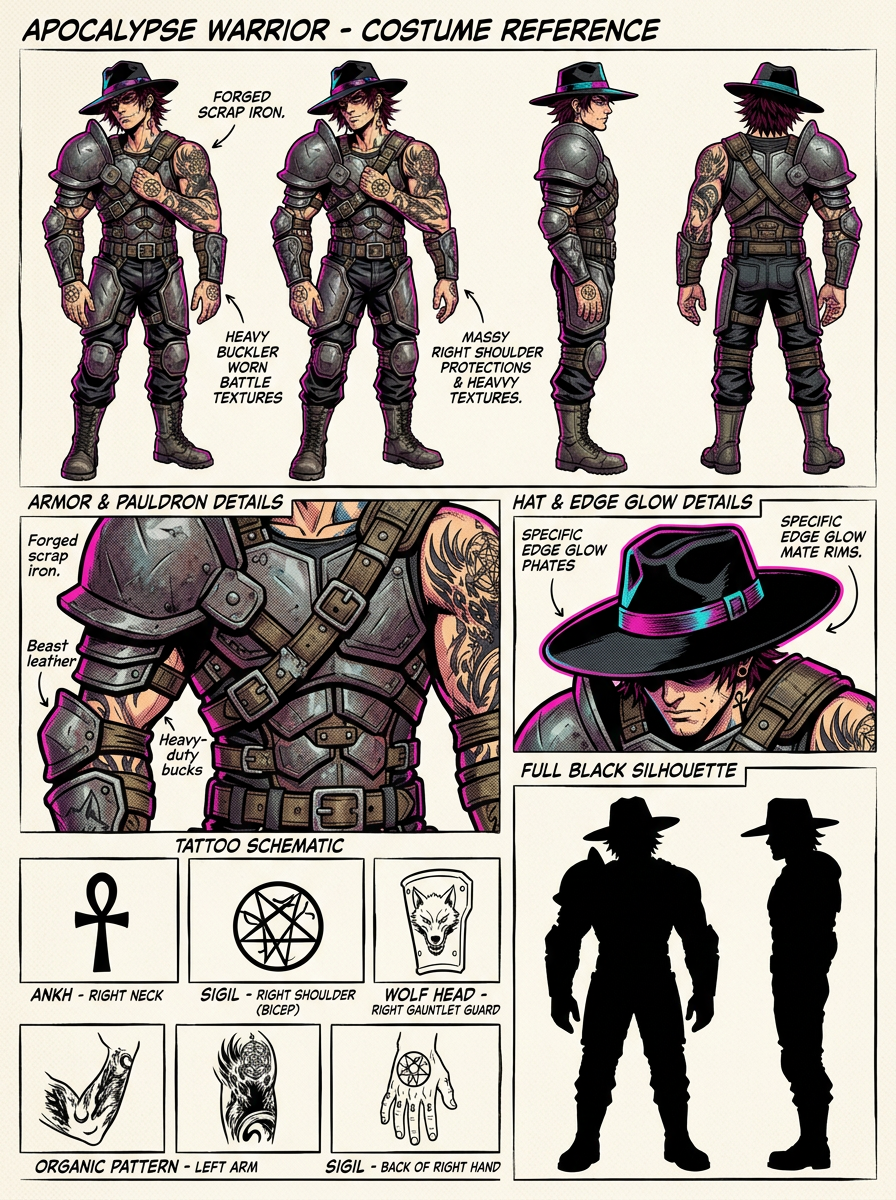 APOCALYPSE WARRIOR - COSTUME REFERENCE
FORGED
SCRAP IRON.
HEAVY
BUCKLER
WORN
BATTLE
TEXTURES
MASSY
RIGHT SHOULDER
PROTECTIONS
& HEAVVY
TEXTURES.
ARMOR & PAULDRON DETAILS
Forged
scrap
iron.
Beast
leather
Heavy-
duty
bucks
HAT & EDGE GLOW DETAILS
SPECIFIC
EDGE GLOW
PHATES
SPECIFIC
EDGE GLOW
MATE RIMS.
FULL BLACK SILHOUETTE
TATTOO SCHEMATIC
ANKH - RIGHT NECK
SIGIL - RIGHT SHOULDER
(BICEP)
WOLF HEAD -
RIGHT GAUNTLET GUARD
ORGANIC PATTERN - LEFT ARM
SIGIL - BACK OF RIGHT HAND